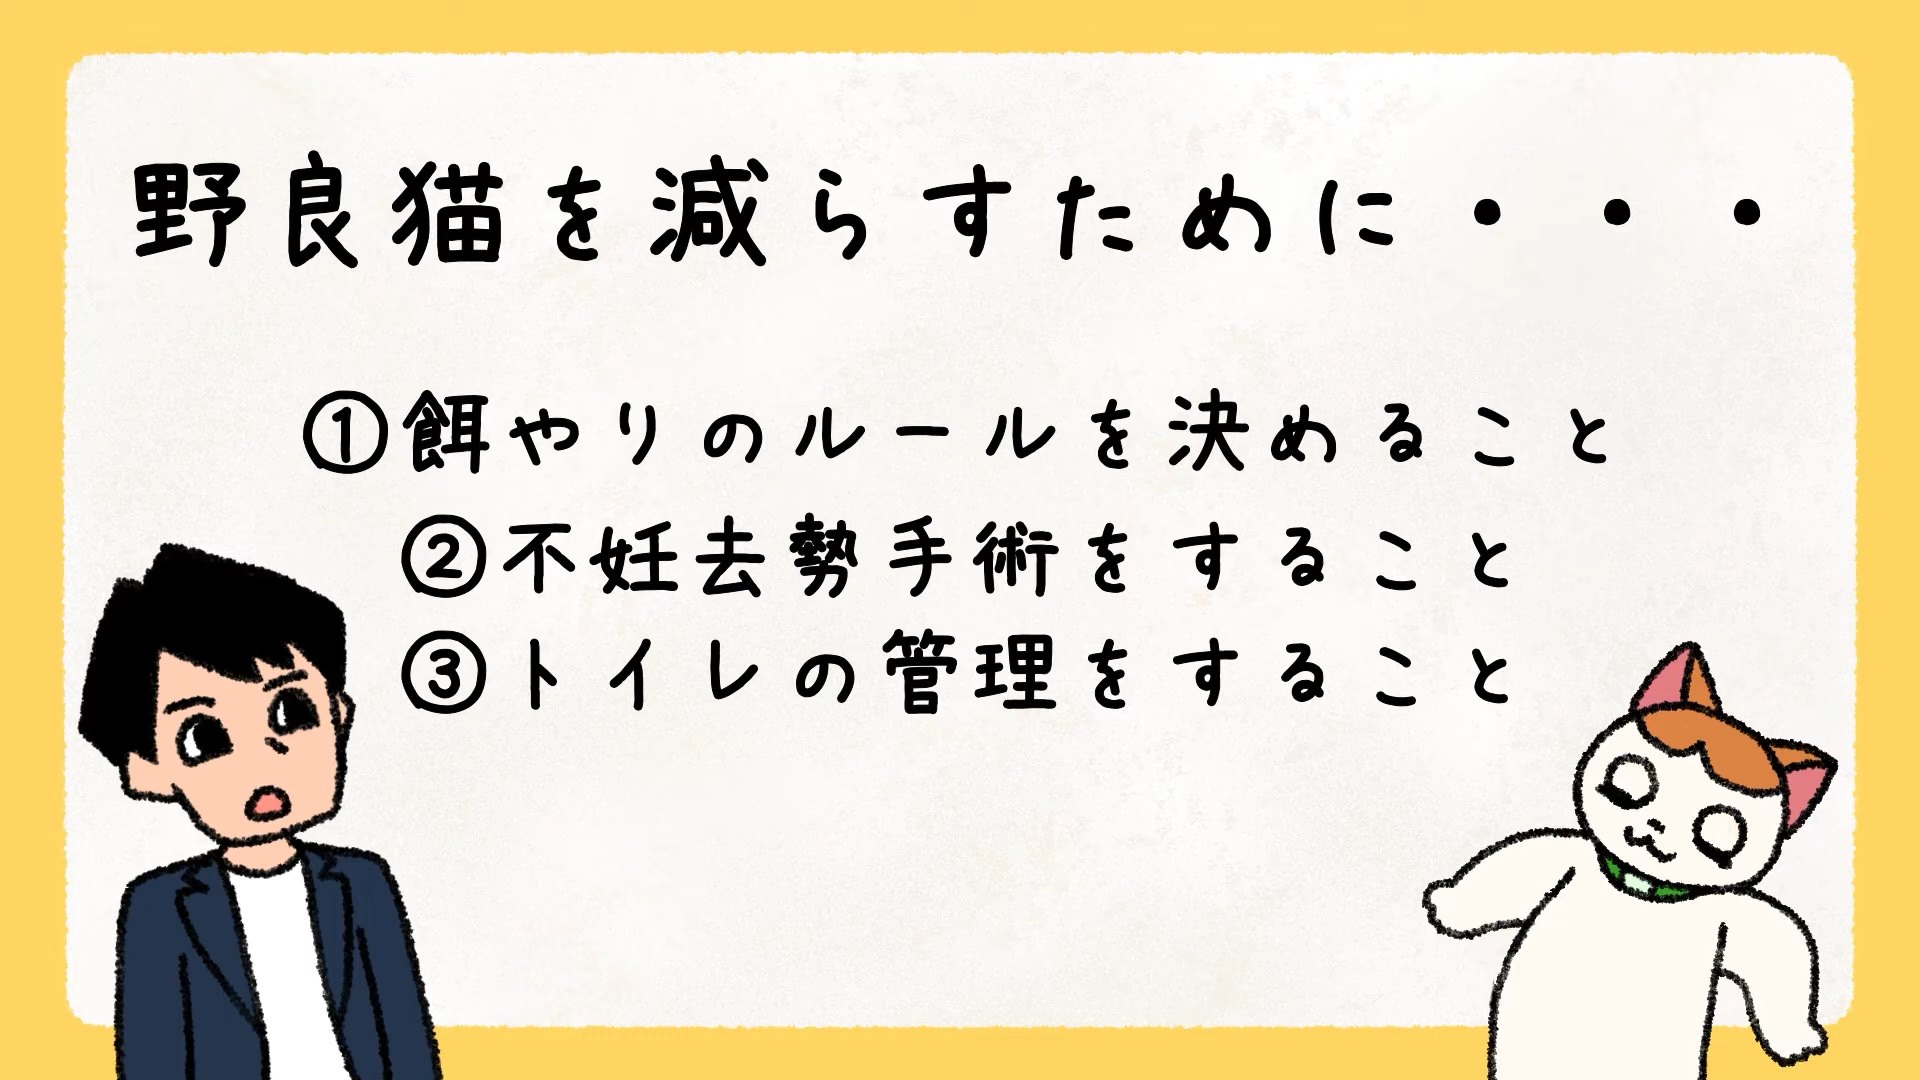 野良猫を減らすために・・・
①餌やりのルールを決めること
②不妊去勢手術をすること
③トイレの管理をすること